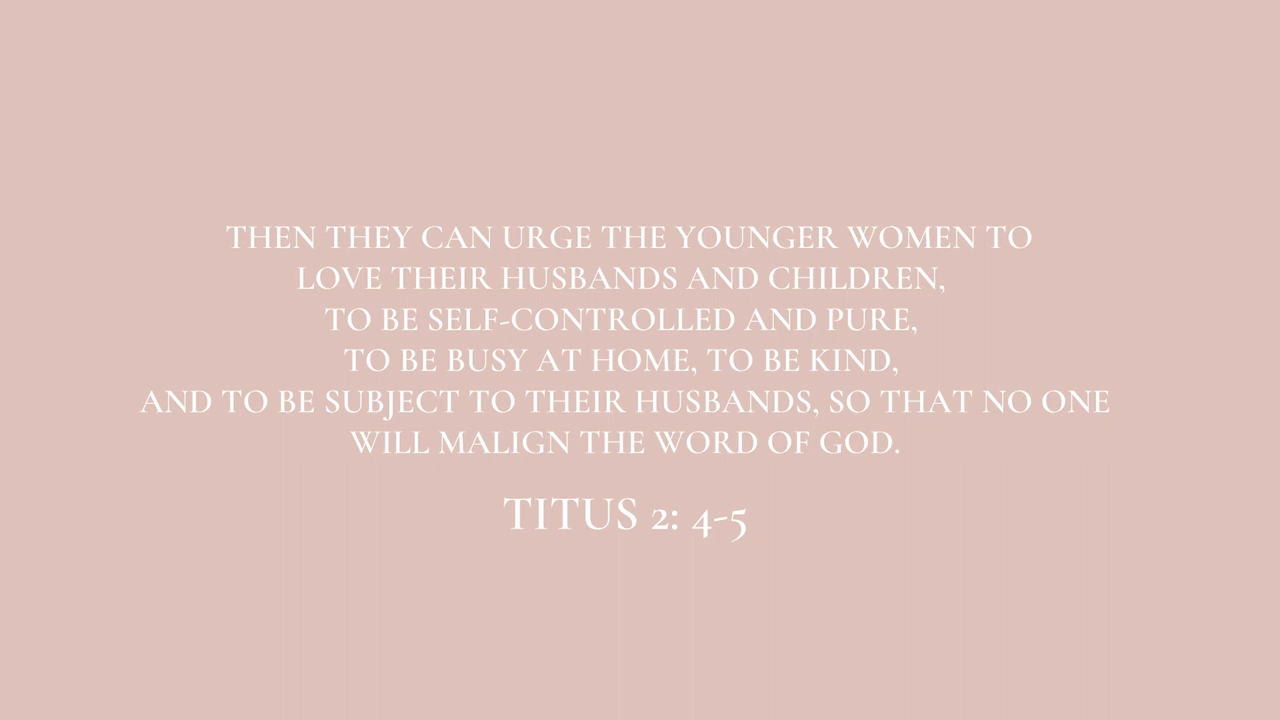 THEN THEY CAN URGE THE YOUNGER WOMEN TO
LOVE THEIR HUSBANDS AND CHILDREN,
TO BE SELF-CONTROLLED AND PURE,
TO BE BUSY AT HOME, TO BE KIND,
AND TO BE SUBJECT TO THEIR HUSBANDS, SO THAT NO ONE
WILL MALIGN THE WORD OF GOD.
TITUS 2: 4-5